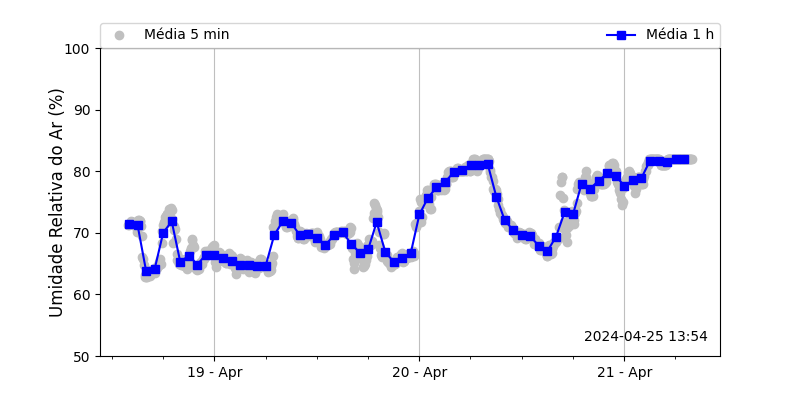 Média 5 min
Média 1 h
Umidade Relativa do Ar (%)
100
90
80
70
60
50
2024-04-25 13:54
19 - Apr
20 - Apr
21 - Apr